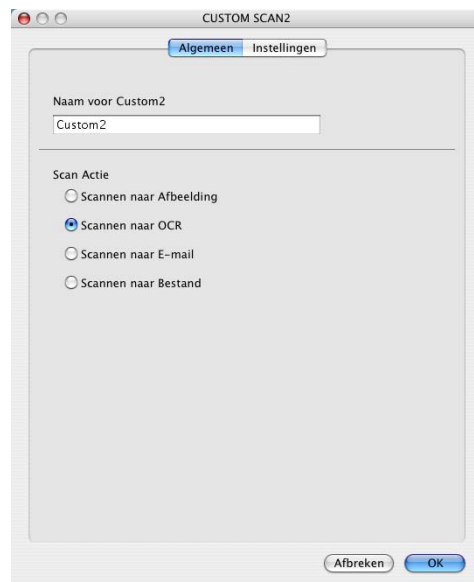 CUSTOM SCAN2
Algemeen Instellingen
Naam voor Custom2
Custom2
Scan Actie
Scannen naar Afbeelding
Scannen naar OCR
Scannen naar E-mail
Scannen naar Bestand
Afbreken OK